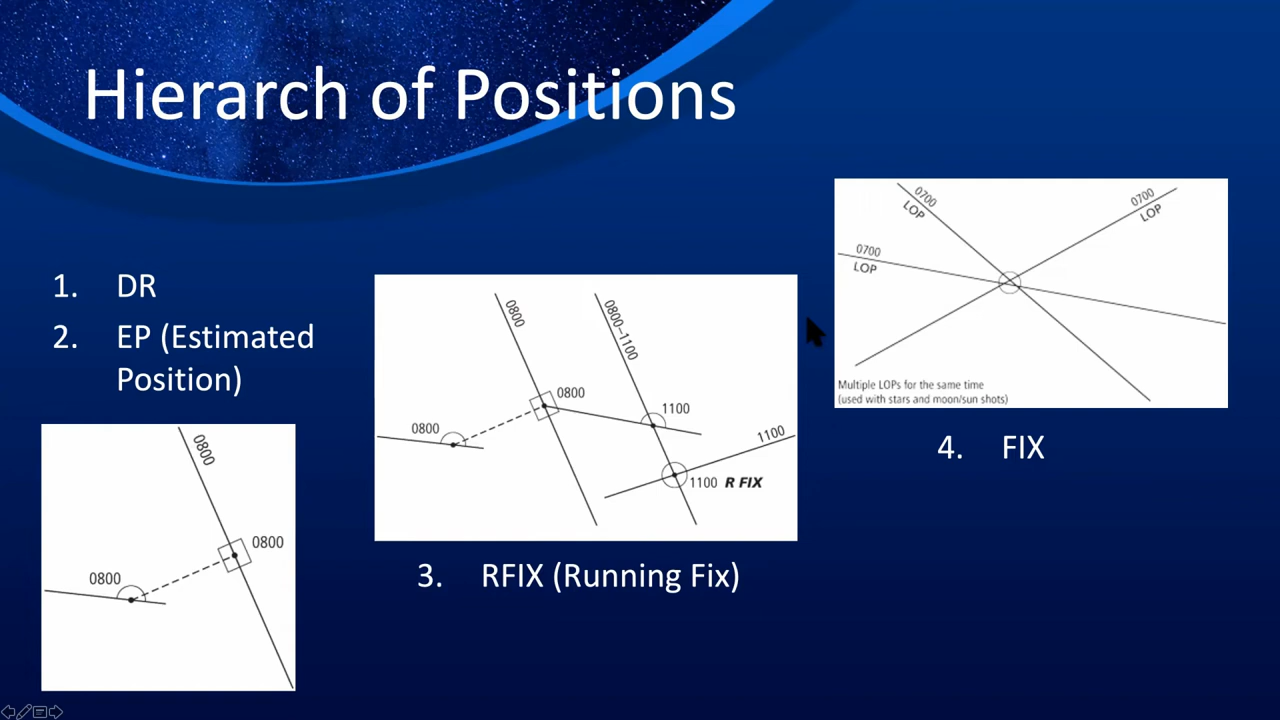 Hierarch of Positions
1. DR
2. EP (Estimated
Position)
0800
0800
0800
0800
0800–1100
0800
0800
1100
1100
1100 R FIX
3. RFIX (Running Fix)
0700
LOP
0700
LOP
0700
LOP
Multiple LOPs for the same time
(used with stars and moon/sun shots)
4. FIX